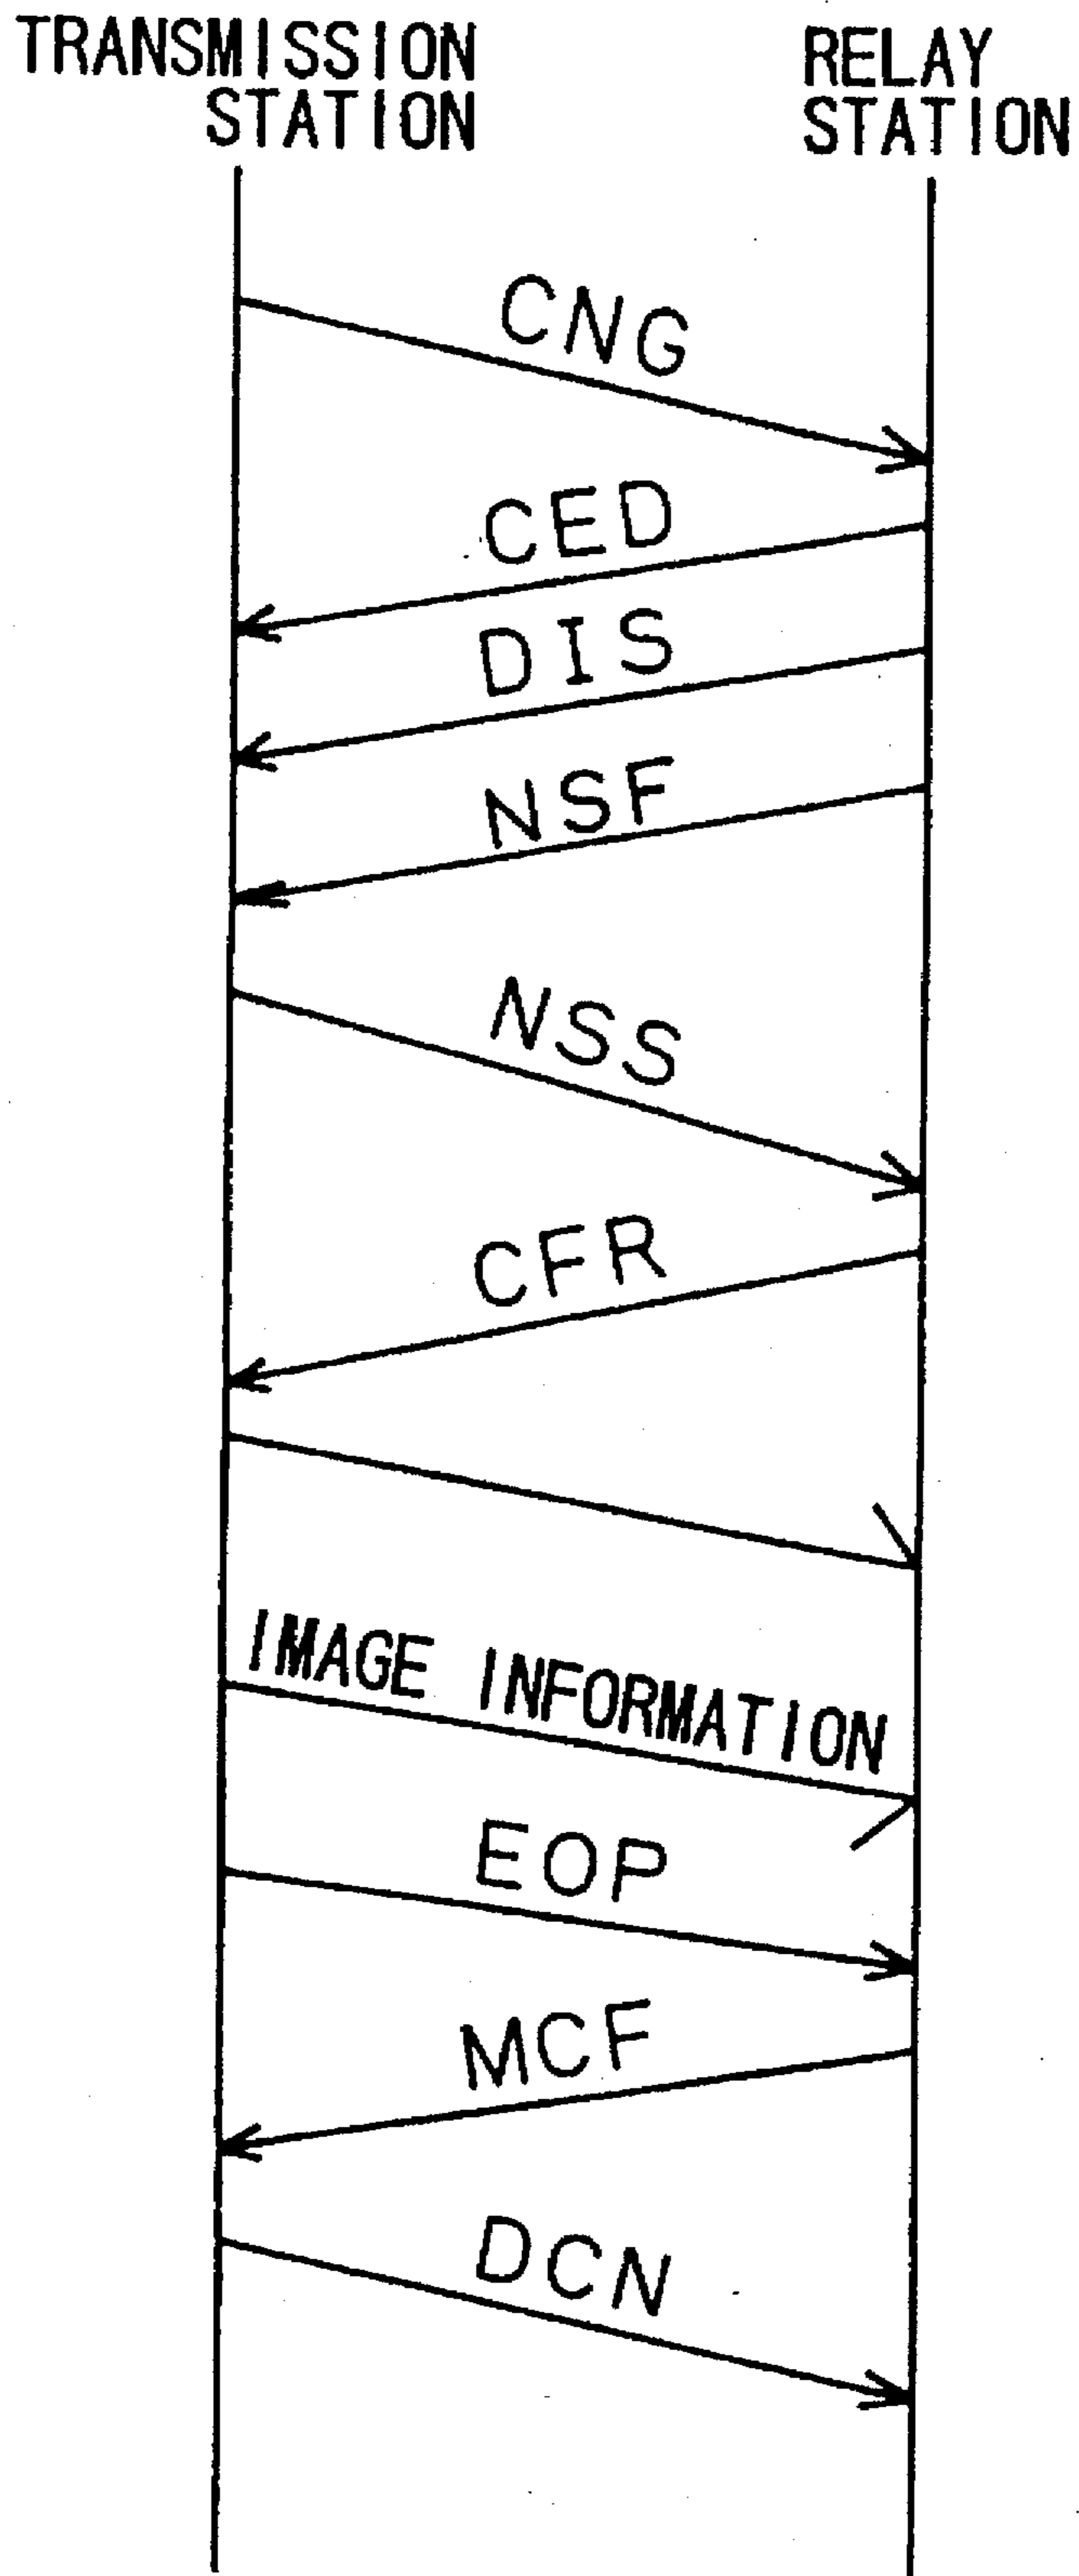 TRANSMISSION
STATION
RELAY
STATION
CNG
CED
DIS
NSF
NSS
CFR
IMAGE INFORMATION
EOP
MCF
DCN